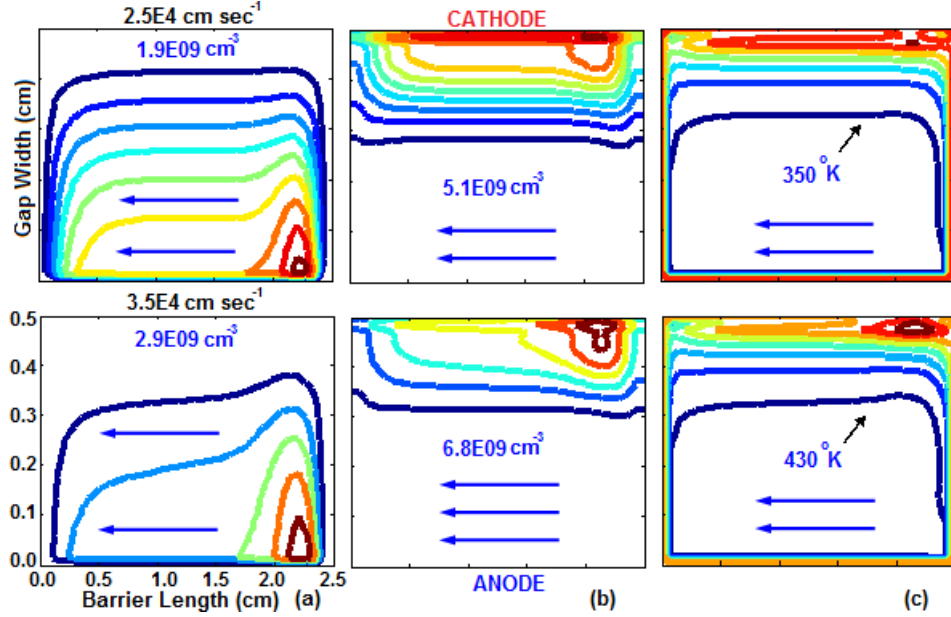 2.5E4 cm sec⁻¹
CATHODE
1.9E09 cm⁻³
5.1E09 cm⁻³
350 °K
Gap Width (cm)
3.5E4 cm sec⁻¹
2.9E09 cm⁻³
6.8E09 cm⁻³
430 °K
0.5
0.4
0.3
0.2
0.1
0.0
0.0 0.5 1.0 1.5 2.0 2.5
Barrier Length (cm) (a) ANODE (b) (c)